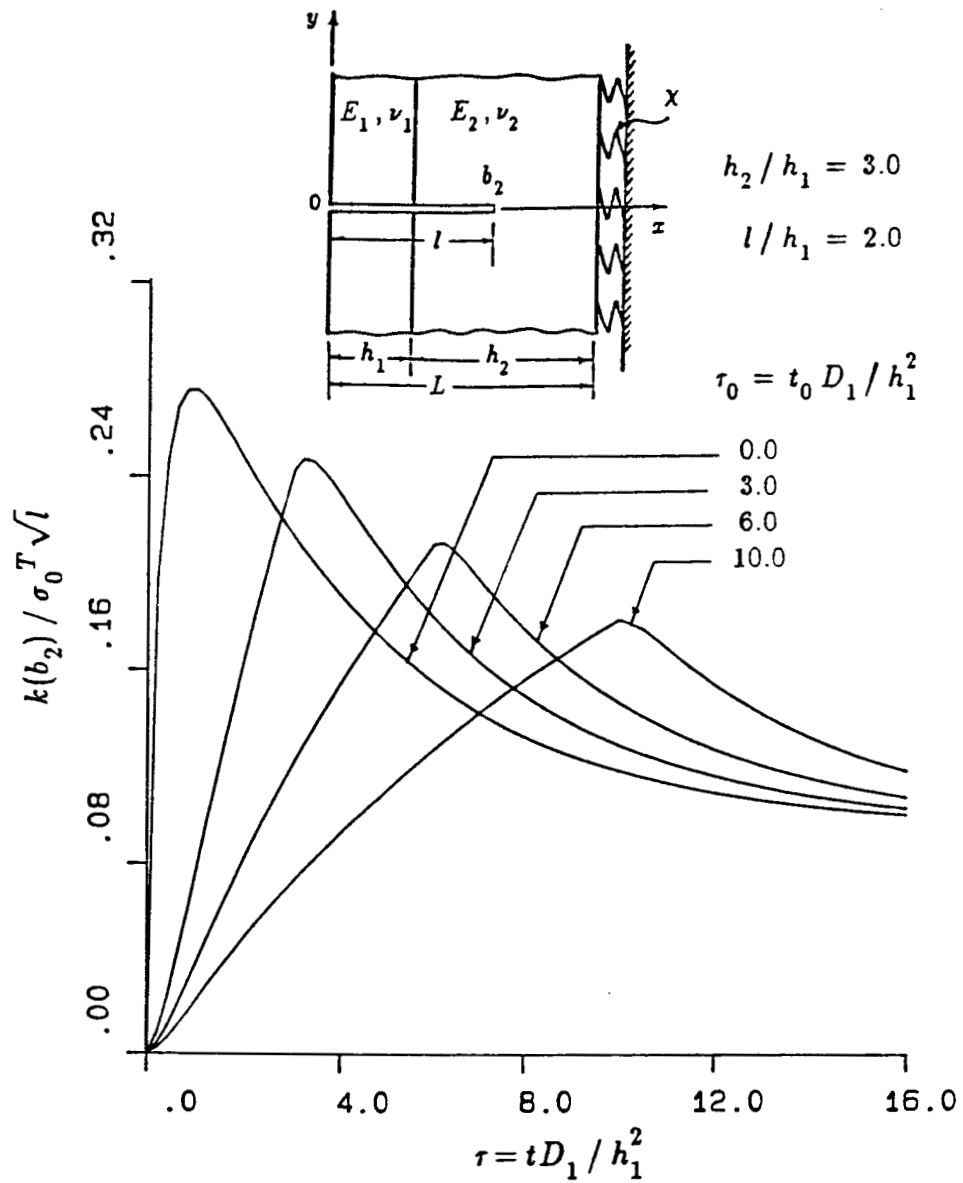 y
E₁, ν₁
E₂, ν₂
χ
b₂
0
x
l
h₁
h₂
L
h₂ / h₁ = 3.0
l / h₁ = 2.0
τ₀ = t₀ D₁ / h₁²
0.0
3.0
6.0
10.0
k(b₂) / σ₀ᵀ √l
.32
.24
.16
.08
.00
.0 4.0 8.0 12.0 16.0
τ = t D₁ / h₁²